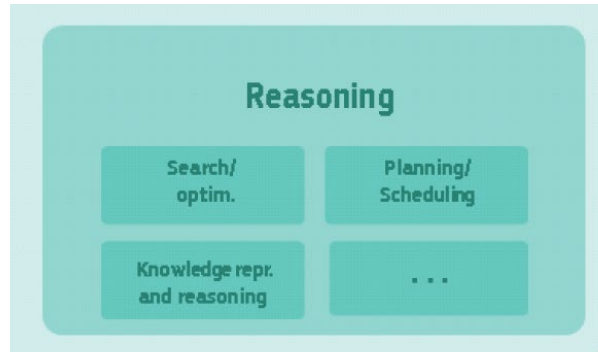 Reasoning
Search/
optim.
Planning/
Scheduling
Knowledge repr.
and reasoning
...